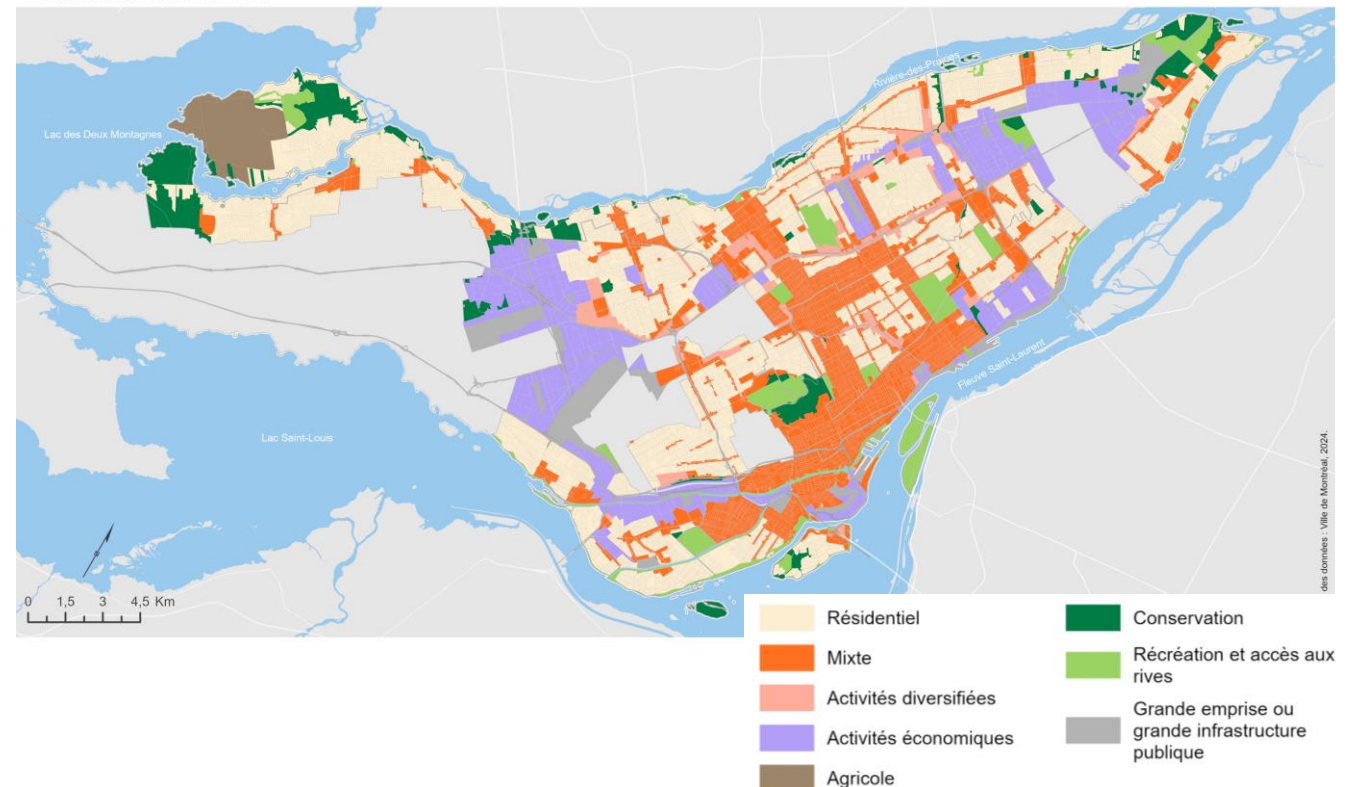 Lac des Deux Montagnes
Rivière-des-Prairies
Fleuve Saint-Laurent
Lac Saint-Louis
des données : Ville de Montréal, 2024.
0 1,5 3 4,5 Km
Résidentiel
Mixte
Activités diversifiées
Activités économiques
Agricole
Conservation
Récréation et accès aux
rives
Grande emprise ou
grande infrastructure
publique